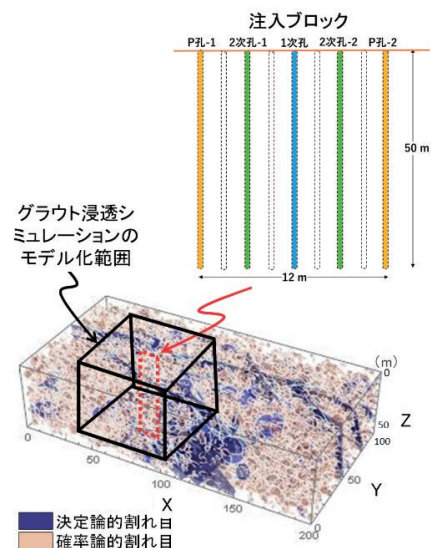 注入ブロック
P孔-1 2次孔-1 1次孔 2次孔-2 P孔-2
50 m
12 m
グラウト浸透シ
ミュレーションの
モデル化範囲
(m)
0
Z
50
100
Y
0
50
100
X
150
200
0
決定論的割れ目
確率論的割れ目